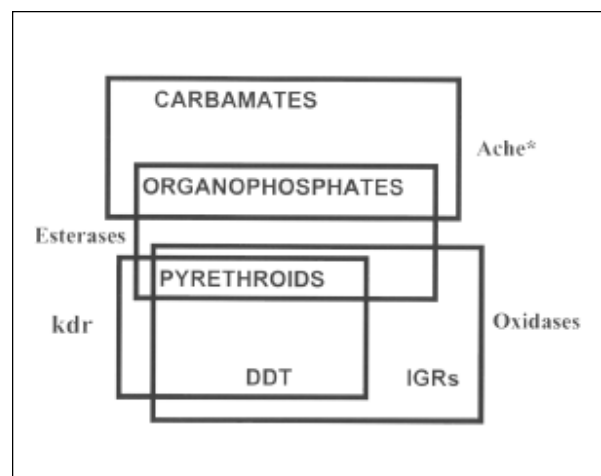 CARBAMATES
Ache*
ORGANOPHOSPHATES
Esterases
PYRETHROIDS
kdr
Oxidases
DDT
IGRs